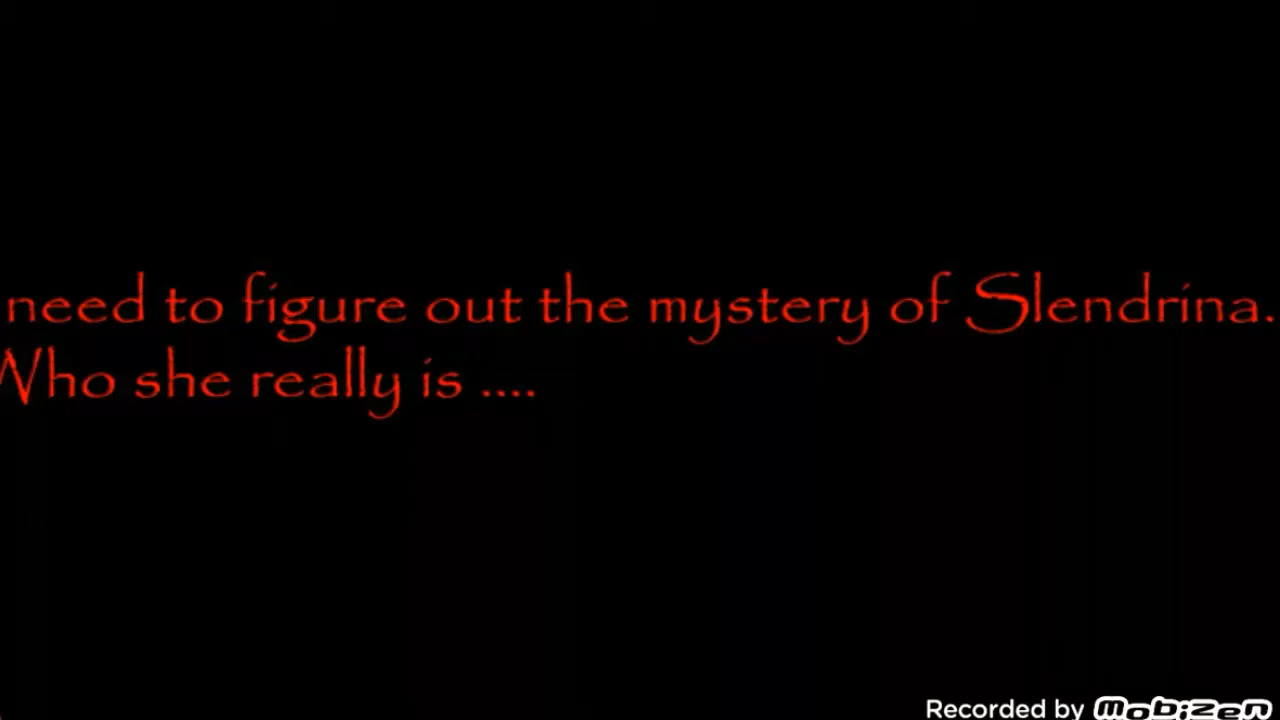 need to figure out the mystery of Slendrina.
Who she really is ....
Recorded by MobiZeN